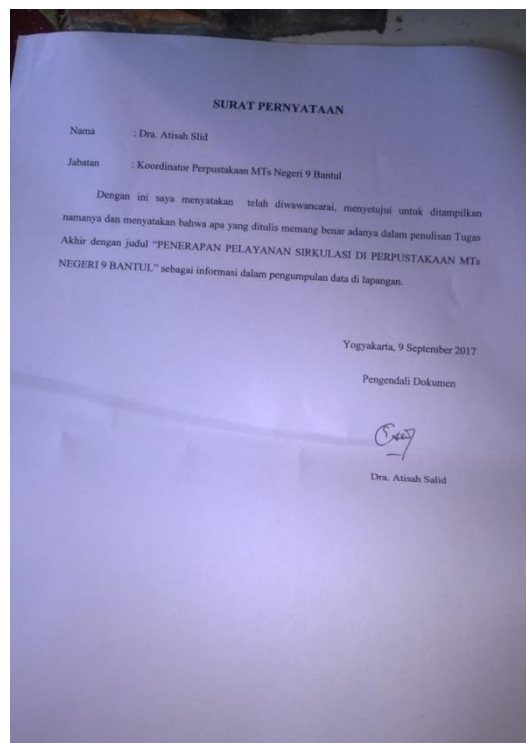 SURAT PERNYATAAN
Nama : Dra. Atisah Slid
Jabatan : Koordinator Perpustakaan MTs Negeri 9 Bantul
Dengan ini saya menyatakan telah diwawancarai, menyetujui untuk ditampilkan
namanya dan menyatakan bahwa apa yang ditulis memang benar adanya dalam penulisan Tugas
Akhir dengan judul “PENERAPAN PELAYANAN SIRKULASI DI PERPUSTAKAAN MTs
NEGERI 9 BANTUL” sebagai informasi dalam pengumpulan data di lapangan.
Yogyakarta, 9 September 2017
Pengendali Dokumen
Dra. Atisah Salid